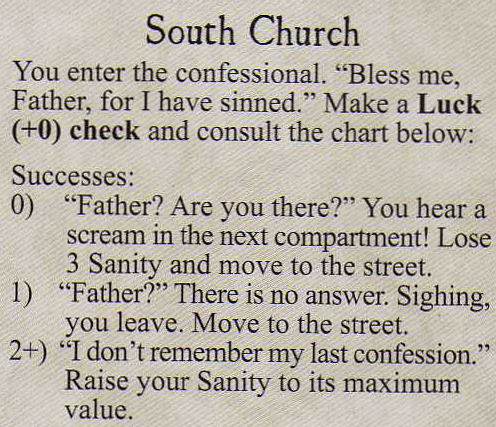 South Church
You enter the confessional. “Bless me,
Father, for I have sinned.” Make a Luck
(+0) check and consult the chart below:
Successes:
0) “Father? Are you there?” You hear a
scream in the next compartment! Lose
3 Sanity and move to the street.
1) “Father?” There is no answer. Sighing,
you leave. Move to the street.
2+) “I don’t remember my last confession.”
Raise your Sanity to its maximum
value.